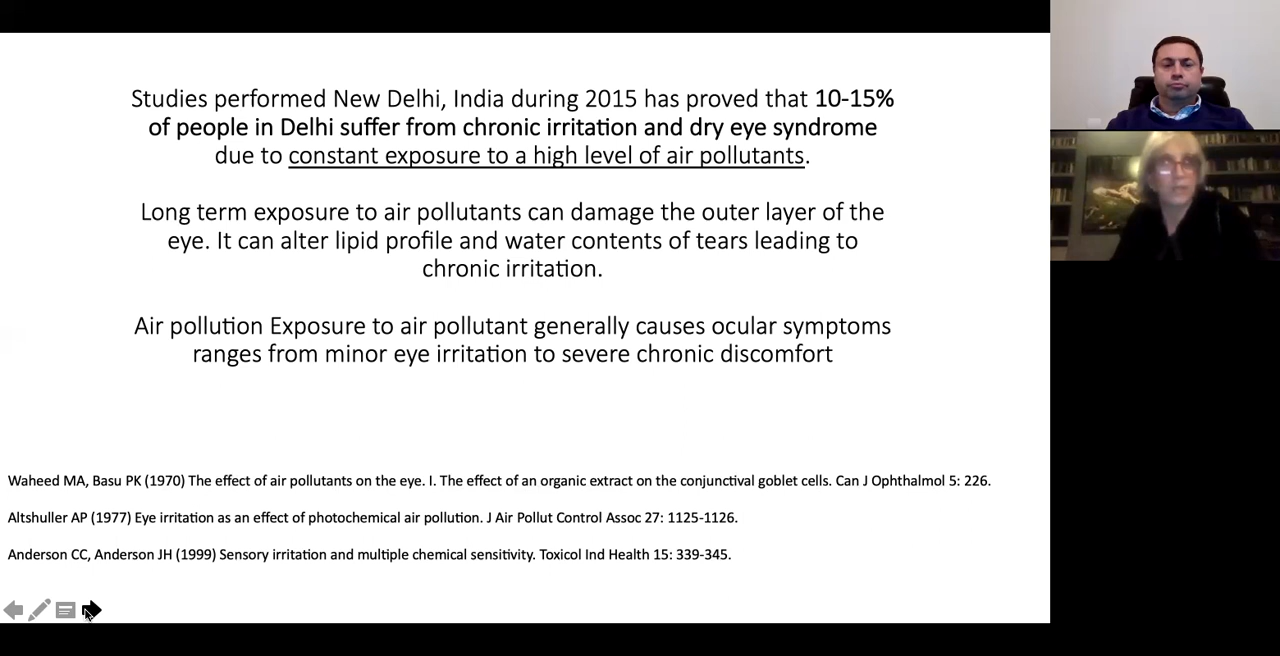 Studies performed New Delhi, India during 2015 has proved that 10-15%
of people in Delhi suffer from chronic irritation and dry eye syndrome
due to constant exposure to a high level of air pollutants.
Long term exposure to air pollutants can damage the outer layer of the
eye. It can alter lipid profile and water contents of tears leading to
chronic irritation.
Air pollution Exposure to air pollutant generally causes ocular symptoms
ranges from minor eye irritation to severe chronic discomfort
Waheed MA, Basu PK (1970) The effect of air pollutants on the eye. I. The effect of an organic extract on the conjunctival goblet cells. Can J Ophthalmol 5: 226.
Altshuller AP (1977) Eye irritation as an effect of photochemical air pollution. J Air Pollut Control Assoc 27: 1125-1126.
Anderson CC, Anderson JH (1999) Sensory irritation and multiple chemical sensitivity. Toxicol Ind Health 15: 339-345.